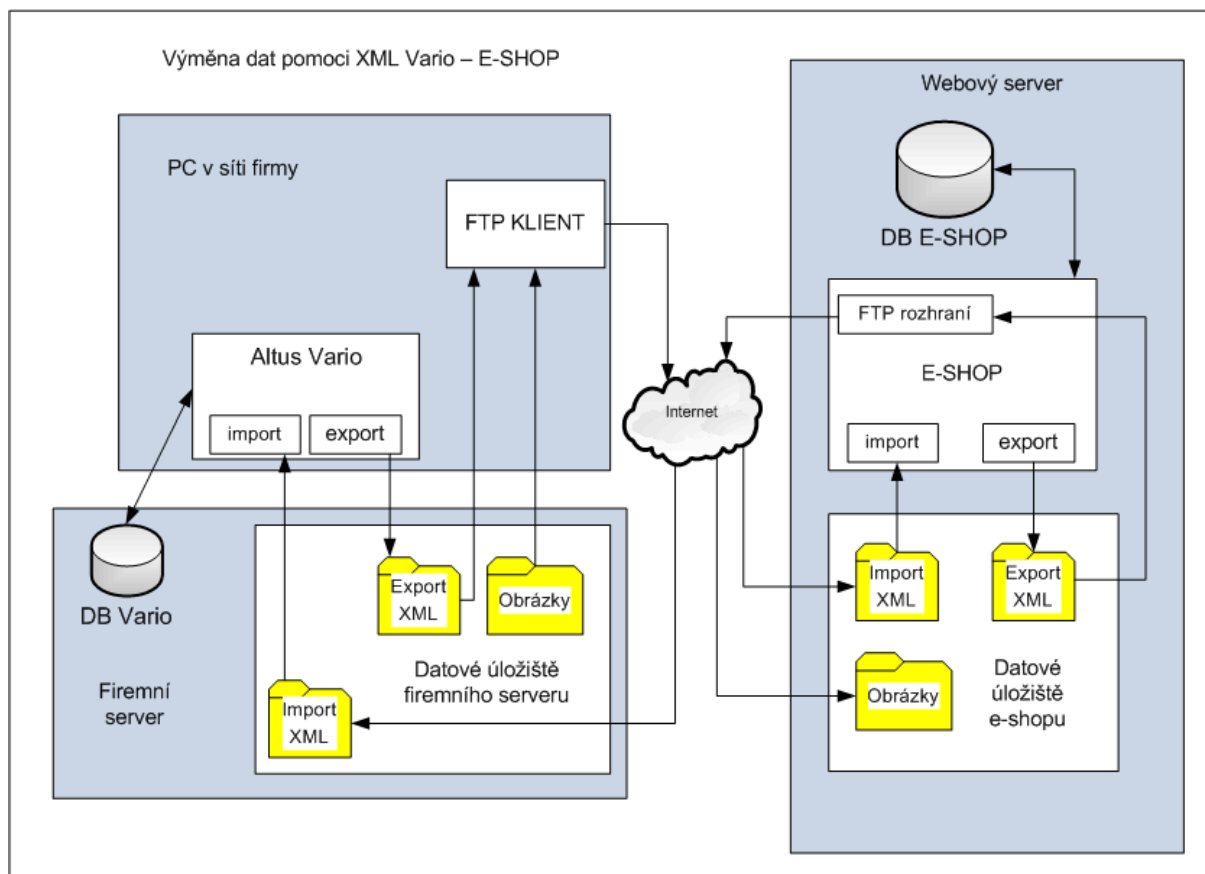 Výměna dat pomoci XML Vario – E-SHOP
PC v síti firmy
FTP KLIENT
Altus Vario
import
export
DB Vario
Firemní
server
Export
XML
Obrázky
Datové úložiště
firemního serveru
Import
XML
Internet
Webový server
DB E-SHOP
FTP rozhraní
E-SHOP
import
export
Import
XML
Export
XML
Obrázky
Datové
úložiště
e-shopu